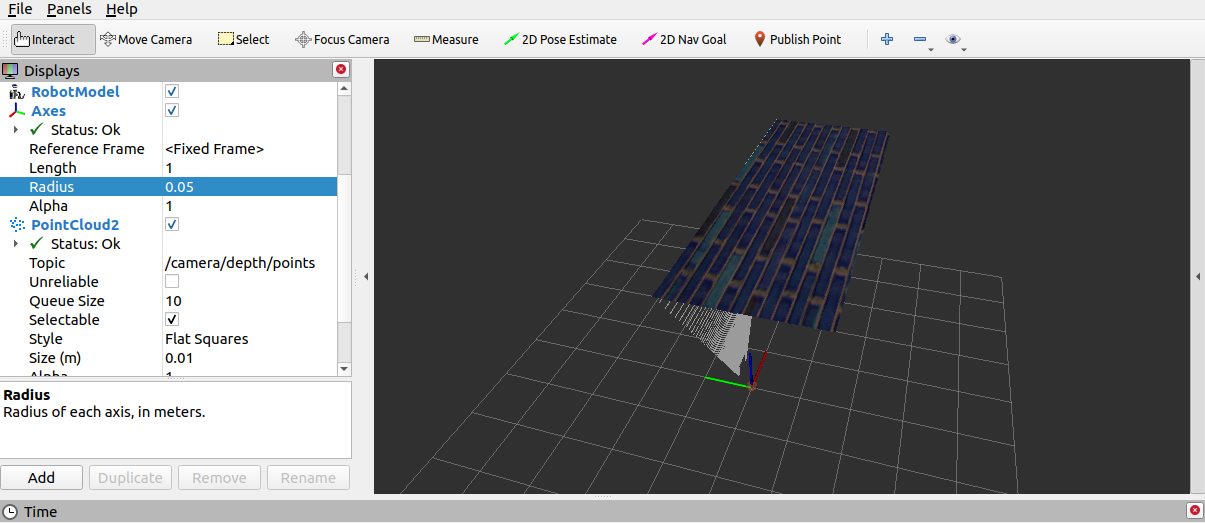 File Panels Help
Interact Move Camera Select Focus Camera Measure 2D Pose Estimate 2D Nav Goal Publish Point
Displays
RobotModel
Axes
Status: Ok
Reference Frame <Fixed Frame>
Length 1
Radius 0.05
Alpha 1
PointCloud2
Status: Ok
Topic /camera/depth/points
Unreliable
Queue Size 10
Selectable
Style Flat Squares
Size (m) 0.01
Alpha 1
Radius
Radius of each axis, in meters.
Add Duplicate Remove Rename
Time